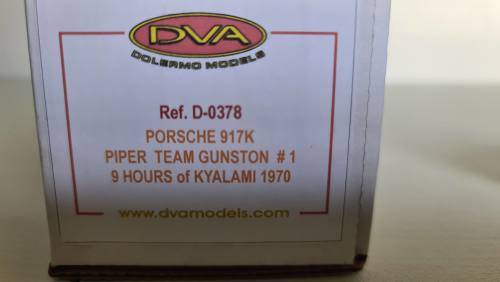 DVA
DOLERMO MODELS
Ref. D-0378
PORSCHE 917K
PIPER TEAM GUNSTON # 1
9 HOURS of KYALAMI 1970
www.dvamodels.com